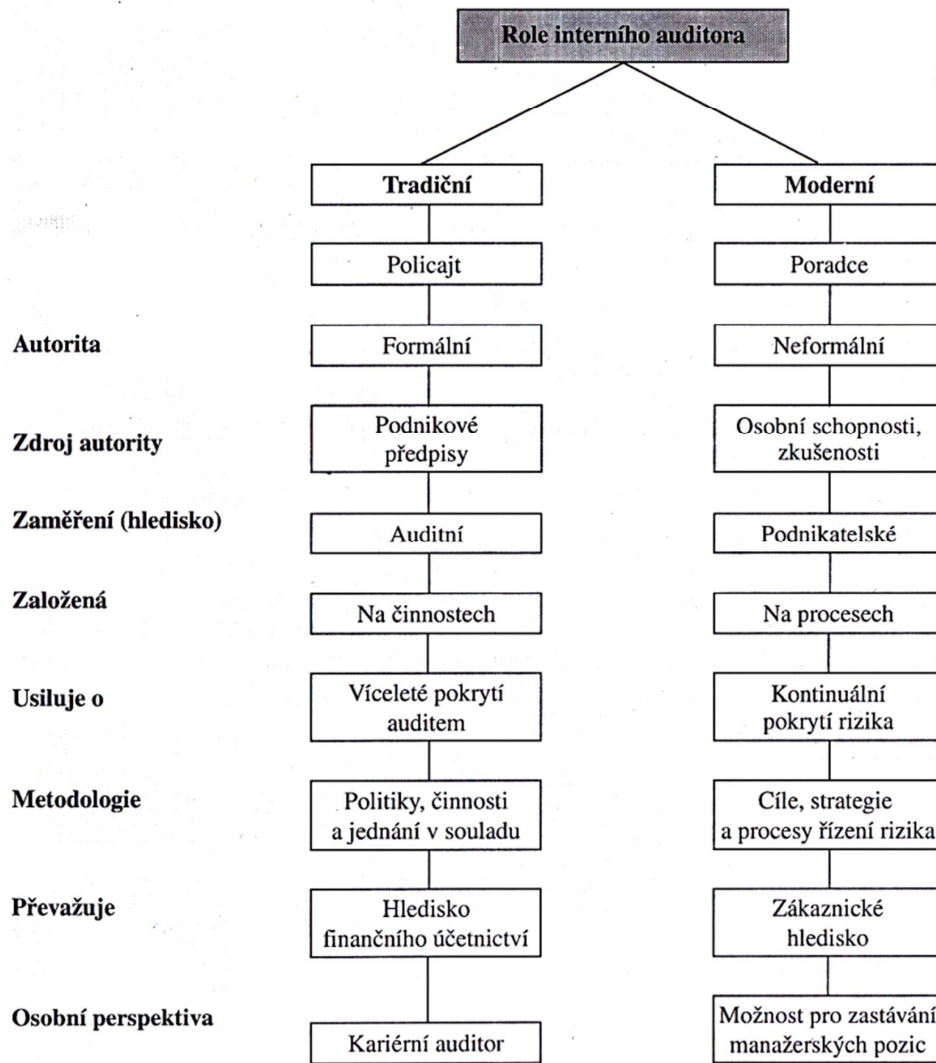 Role interního auditora
Tradiční
Moderní
Policajt
Poradce
Autorita
Formální
Neformální
Zdroj autority
Podnikové
předpisy
Osobní schopnosti,
zkušenosti
Zaměření (hledisko)
Auditní
Podnikatelské
Založená
Na činnostech
Na procesech
Usiluje o
Víceleté pokrytí
auditem
Kontinuální
pokrytí rizika
Metodologie
Politiky, činnosti
a jednání v souladu
Cíle, strategie
a procesy řízení rizika
Převažuje
Hledisko
finančního účetnictví
Zákaznické
hledisko
Osobní perspektiva
Kariérní auditor
Možnost pro zastávání
manažerských pozic